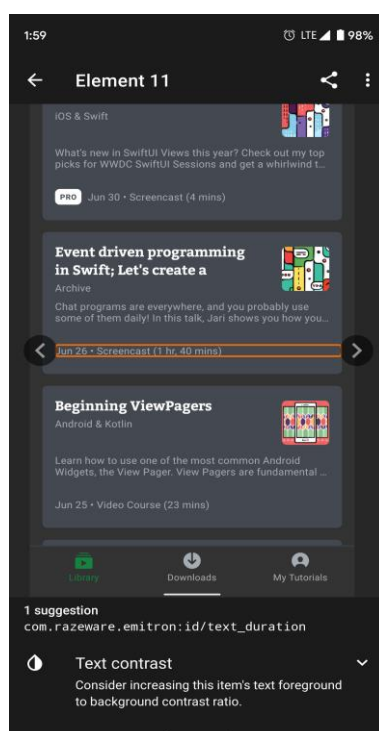 1:59
LTE
98%
Element 11
iOS & Swift
What's new in SwiftUI Views this year? Check out my top
picks for WWDC SwiftUI Sessions and get a whirlwind t...
PRO Jun 30 • Screencast (4 mins)
Event driven programming
in Swift; Let's create a
Archive
Chat programs are everywhere, and you probably use
some of them daily! In this talk, Jari shows you how you...
Jun 26 • Screencast (1 hr, 40 mins)
Beginning ViewPagers
Android & Kotlin
Learn how to use one of the most common Android
Widgets, the View Pager. View Pagers are fundamental ...
Jun 25 • Video Course (23 mins)
Library
Downloads
My Tutorials
1 suggestion
com.razeware.emitron:id/text_duration
Text contrast
Consider increasing this item's text foreground
to background contrast ratio.